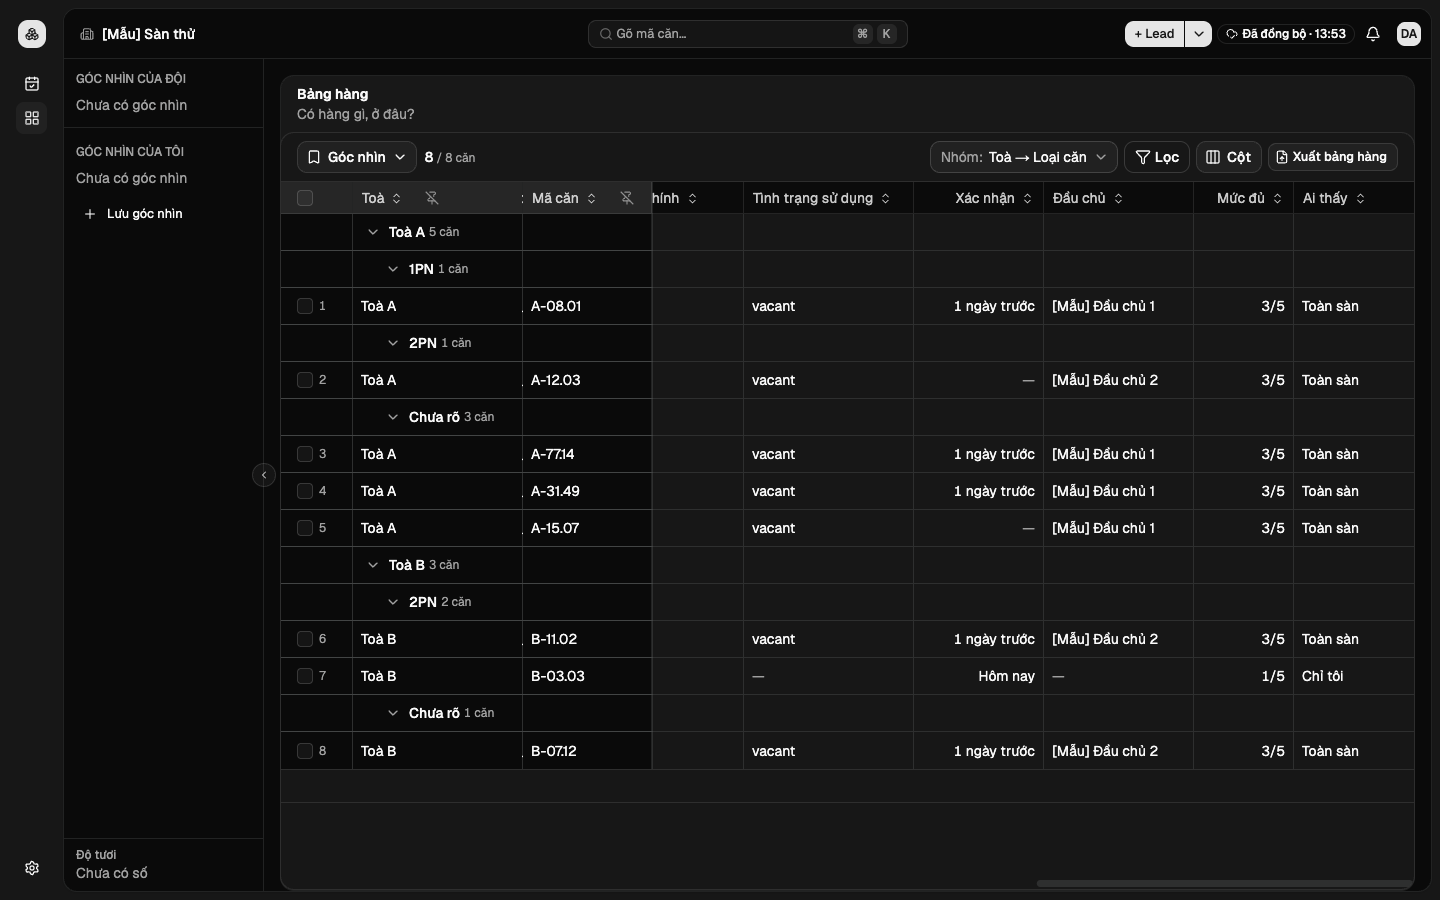 [Mẫu] Sàn thử
Gõ mã căn...
⌘ K
+ Lead
Đã đồng bộ · 13:53
DA
GÓC NHÌN CỦA ĐỘI
Chưa có góc nhìn
GÓC NHÌN CỦA TÔI
Chưa có góc nhìn
+ Lưu góc nhìn
Độ tươi
Chưa có số
Bảng hàng
Có hàng gì, ở đâu?
Góc nhìn
8 / 8 căn
Nhóm: Toà → Loại căn
Lọc
Cột
Xuất bảng hàng
Toà Mã căn hính Tình trạng sử dụng Xác nhận Đầu chủ Mức đủ Ai thấy
Toà A 5 căn
1PN 1 căn
1 Toà A A-08.01 vacant 1 ngày trước [Mẫu] Đầu chủ 1 3/5 Toàn sàn
2PN 1 căn
2 Toà A A-12.03 vacant — [Mẫu] Đầu chủ 2 3/5 Toàn sàn
Chưa rõ 3 căn
3 Toà A A-77.14 vacant 1 ngày trước [Mẫu] Đầu chủ 1 3/5 Toàn sàn
4 Toà A A-31.49 vacant 1 ngày trước [Mẫu] Đầu chủ 1 3/5 Toàn sàn
5 Toà A A-15.07 vacant — [Mẫu] Đầu chủ 1 3/5 Toàn sàn
Toà B 3 căn
2PN 2 căn
6 Toà B B-11.02 vacant 1 ngày trước [Mẫu] Đầu chủ 2 3/5 Toàn sàn
7 Toà B B-03.03 — Hôm nay — 1/5 Chỉ tôi
Chưa rõ 1 căn
8 Toà B B-07.12 vacant 1 ngày trước [Mẫu] Đầu chủ 2 3/5 Toàn sàn